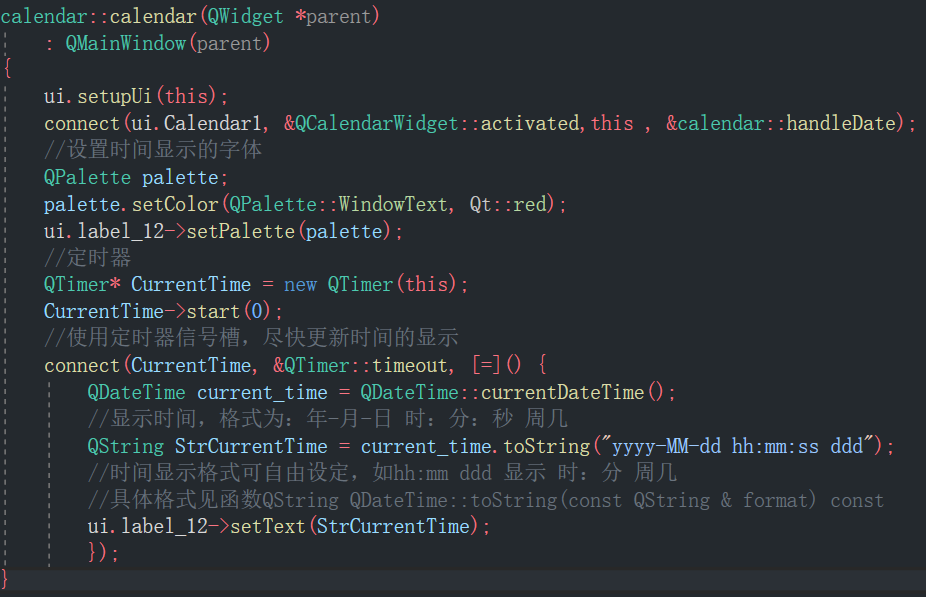 calendar::calendar(QWidget *parent)
    : QMainWindow(parent)
{
    ui.setupUi(this);
    connect(ui.Calendar1, &QCalendarWidget::activated,this , &calendar::handleDate);
    //设置时间显示的字体
    QPalette palette;
    palette.setColor(QPalette::WindowText, Qt::red);
    ui.label_12->setPalette(palette);
    //定时器
    QTimer* CurrentTime = new QTimer(this);
    CurrentTime->start(0);
    //使用定时器信号槽，尽快更新时间的显示
    connect(CurrentTime, &QTimer::timeout, [=]() {
        QDateTime current_time = QDateTime::currentDateTime();
        //显示时间，格式为：年-月-日 时：分：秒 周几
        QString StrCurrentTime = current_time.toString("yyyy-MM-dd hh:mm:ss ddd");
        //时间显示格式可自由设定，如hh:mm ddd 显示 时：分 周几
        //具体格式见函数QString QDateTime::toString(const QString & format) const
        ui.label_12->setText(StrCurrentTime);
        });
}